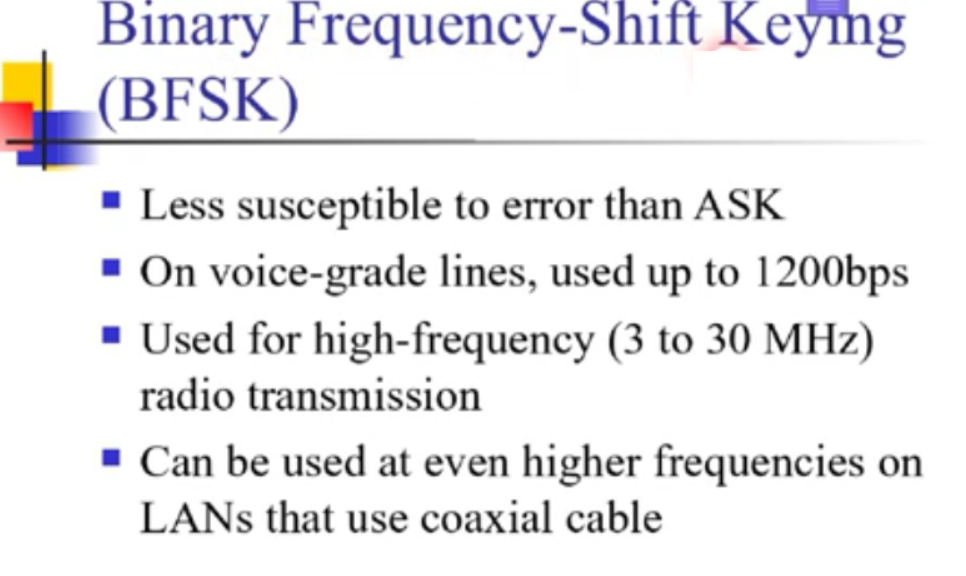 Binary Frequency-Shift Keying
(BFSK)
Less susceptible to error than ASK
On voice-grade lines, used up to 1200bps
Used for high-frequency (3 to 30 MHz)
radio transmission
Can be used at even higher frequencies on
LANs that use coaxial cable